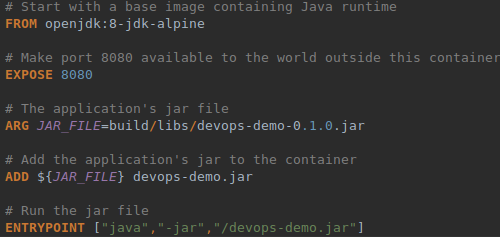 # Start with a base image containing Java runtime
FROM openjdk:8-jdk-alpine
# Make port 8080 available to the world outside this container
EXPOSE 8080
# The application's jar file
ARG JAR_FILE=build/libs/devops-demo-0.1.0.jar
# Add the application's jar to the container
ADD ${JAR_FILE} devops-demo.jar
# Run the jar file
ENTRYPOINT ["java","-jar","/devops-demo.jar"]